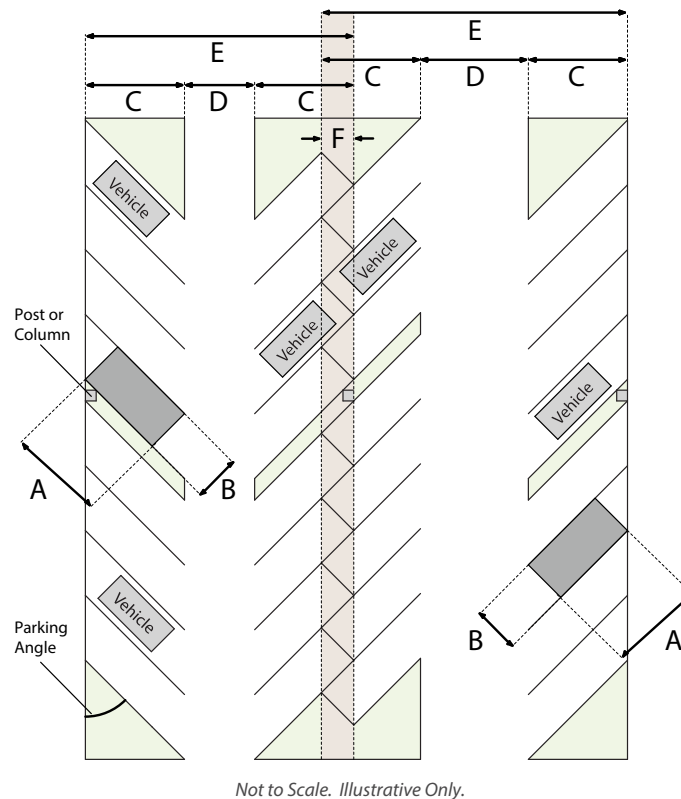 E
E
C
D
C
C
D
C
F
Vehicle
Vehicle
Post or
Column
Vehicle
Vehicle
A
B
B
A
Vehicle
Parking
Angle
Not to Scale. Illustrative Only.